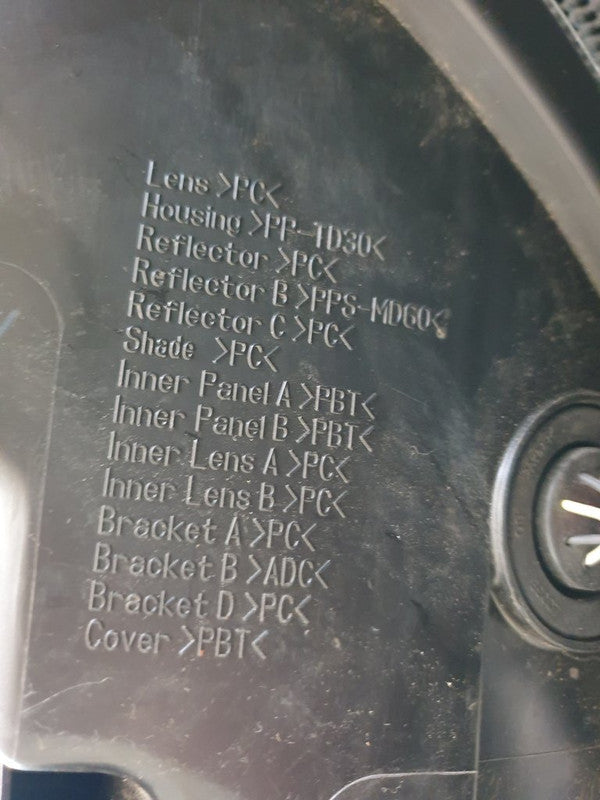 Lens >PC<
Housing >PP-TD30<
Reflector >PC<
Reflector B >PPS-MD60<
Reflector C >PC<
Shade >PC<
Inner Panel A >PBT<
Inner Panel B >PBT<
Inner Lens A >PC<
Inner Lens B >PC<
Bracket A >PC<
Bracket B >ADC<
Bracket D >PC<
Cover >PBT<